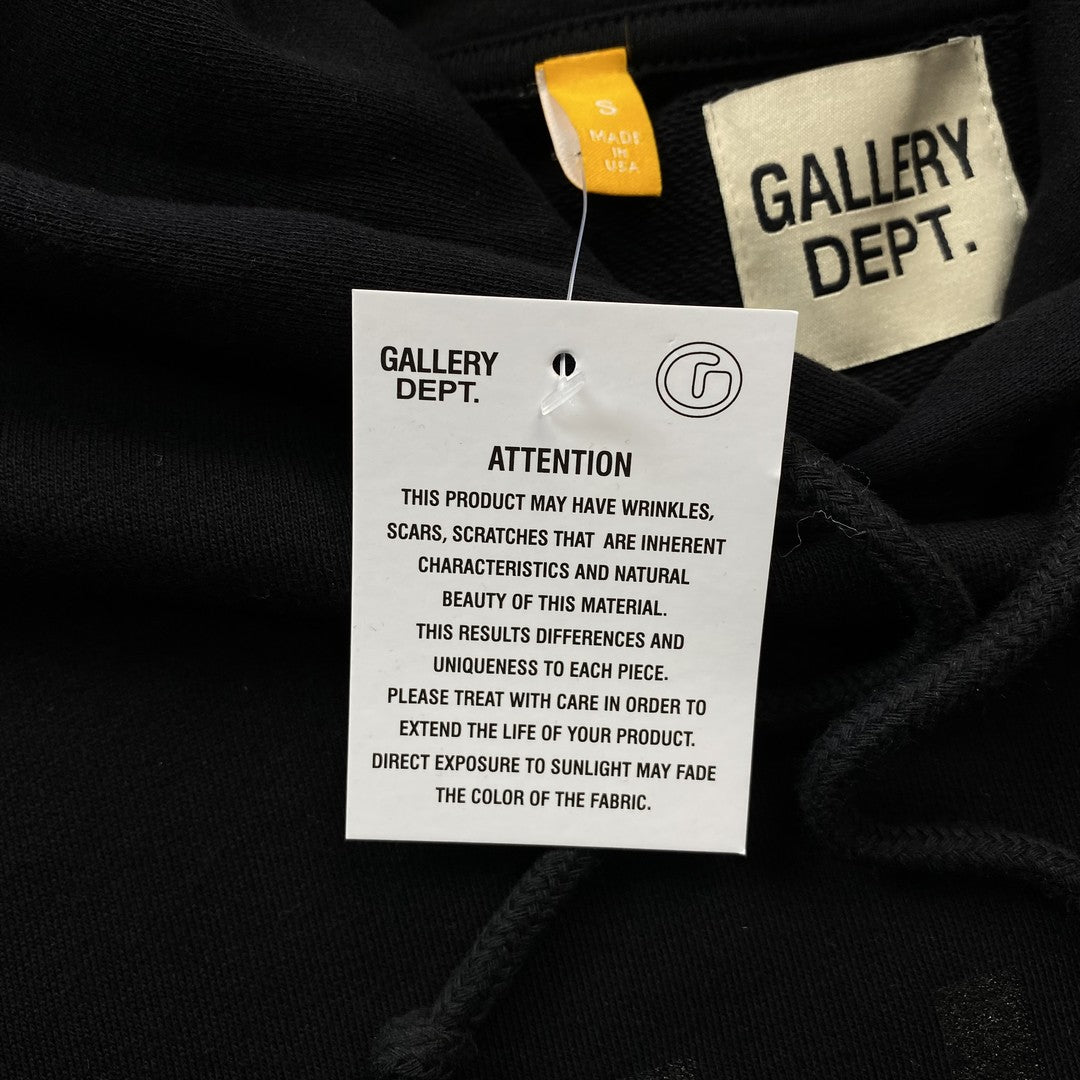 S
MADE
IN
USA
GALLERY
DEPT.
GALLERY
DEPT.
G
ATTENTION
THIS PRODUCT MAY HAVE WRINKLES,
SCARS, SCRATCHES THAT ARE INHERENT
CHARACTERISTICS AND NATURAL
BEAUTY OF THIS MATERIAL.
THIS RESULTS DIFFERENCES AND
UNIQUENESS TO EACH PIECE.
PLEASE TREAT WITH CARE IN ORDER TO
EXTEND THE LIFE OF YOUR PRODUCT.
DIRECT EXPOSURE TO SUNLIGHT MAY FADE
THE COLOR OF THE FABRIC.